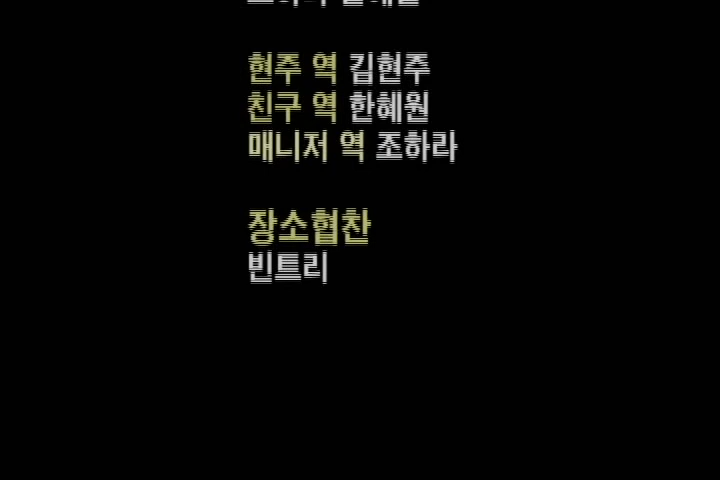 현주 역 김현주
친구 역 한혜원
매니저 역 조하라
장소협찬
빈트리